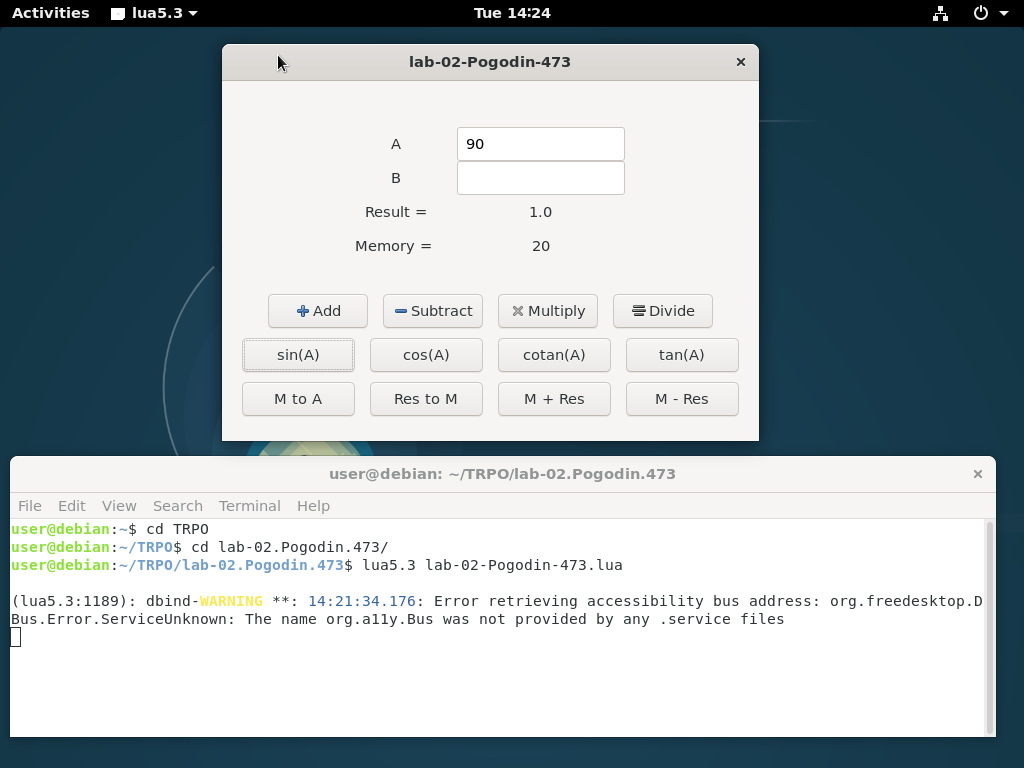 Activities lua5.3 Tue 14:24
lab-02-Pogodin-473 ×
A 90
B
Result = 1.0
Memory = 20
Add Subtract Multiply Divide
sin(A) cos(A) cotan(A) tan(A)
M to A Res to M M + Res M - Res
user@debian: ~/TRPO/lab-02.Pogodin.473 ×
File Edit View Search Terminal Help
user@debian:~$ cd TRPO
user@debian:~/TRPO$ cd lab-02.Pogodin.473/
user@debian:~/TRPO/lab-02.Pogodin.473$ lua5.3 lab-02-Pogodin-473.lua
(lua5.3:1189): dbind-WARNING **: 14:21:34.176: Error retrieving accessibility bus address: org.freedesktop.D
Bus.Error.ServiceUnknown: The name org.a11y.Bus was not provided by any .service files